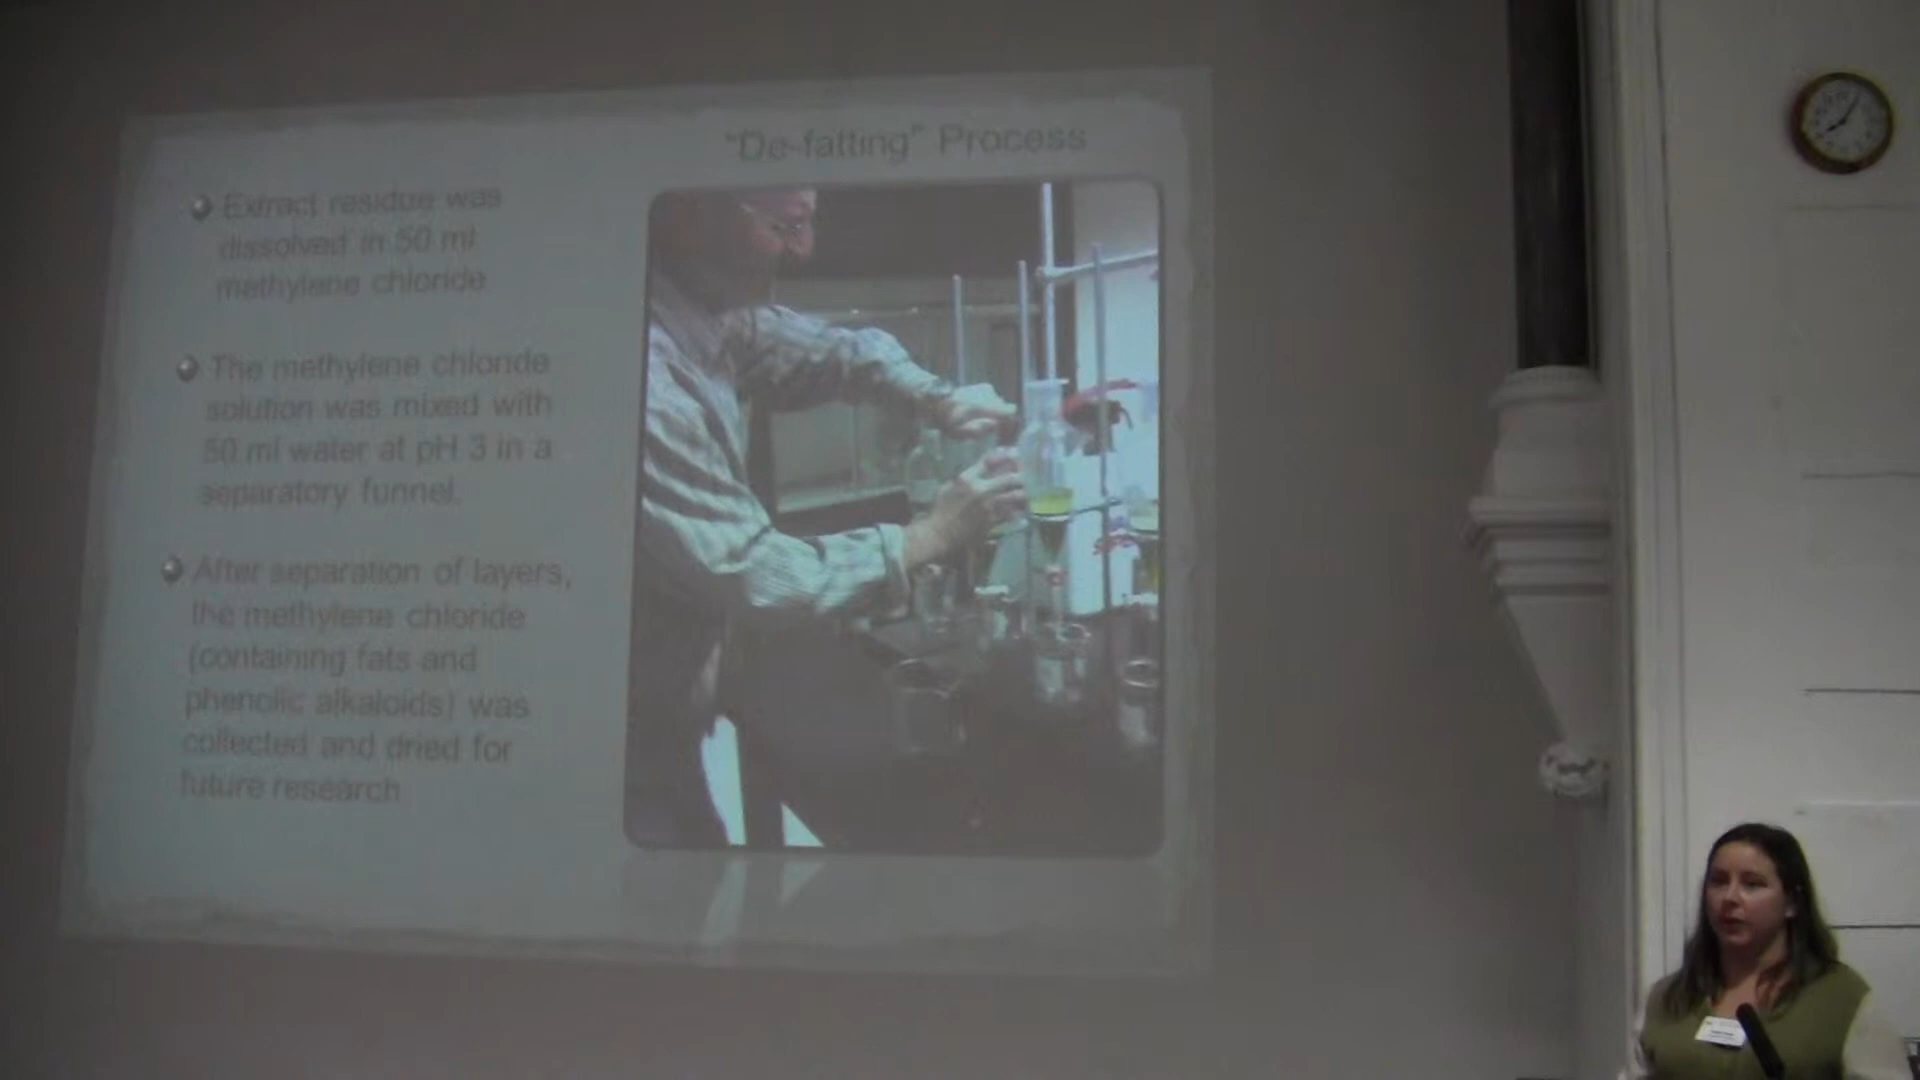 "De-fatting" Process
Extract residue was
dissolved in 50 ml
methylene chloride
The methylene chloride
solution was mixed with
50 ml water at pH 3 in a
separatory funnel.
After separation of layers,
the methylene chloride
(containing fats and
phenolic alkaloids) was
collected and dried for
future research